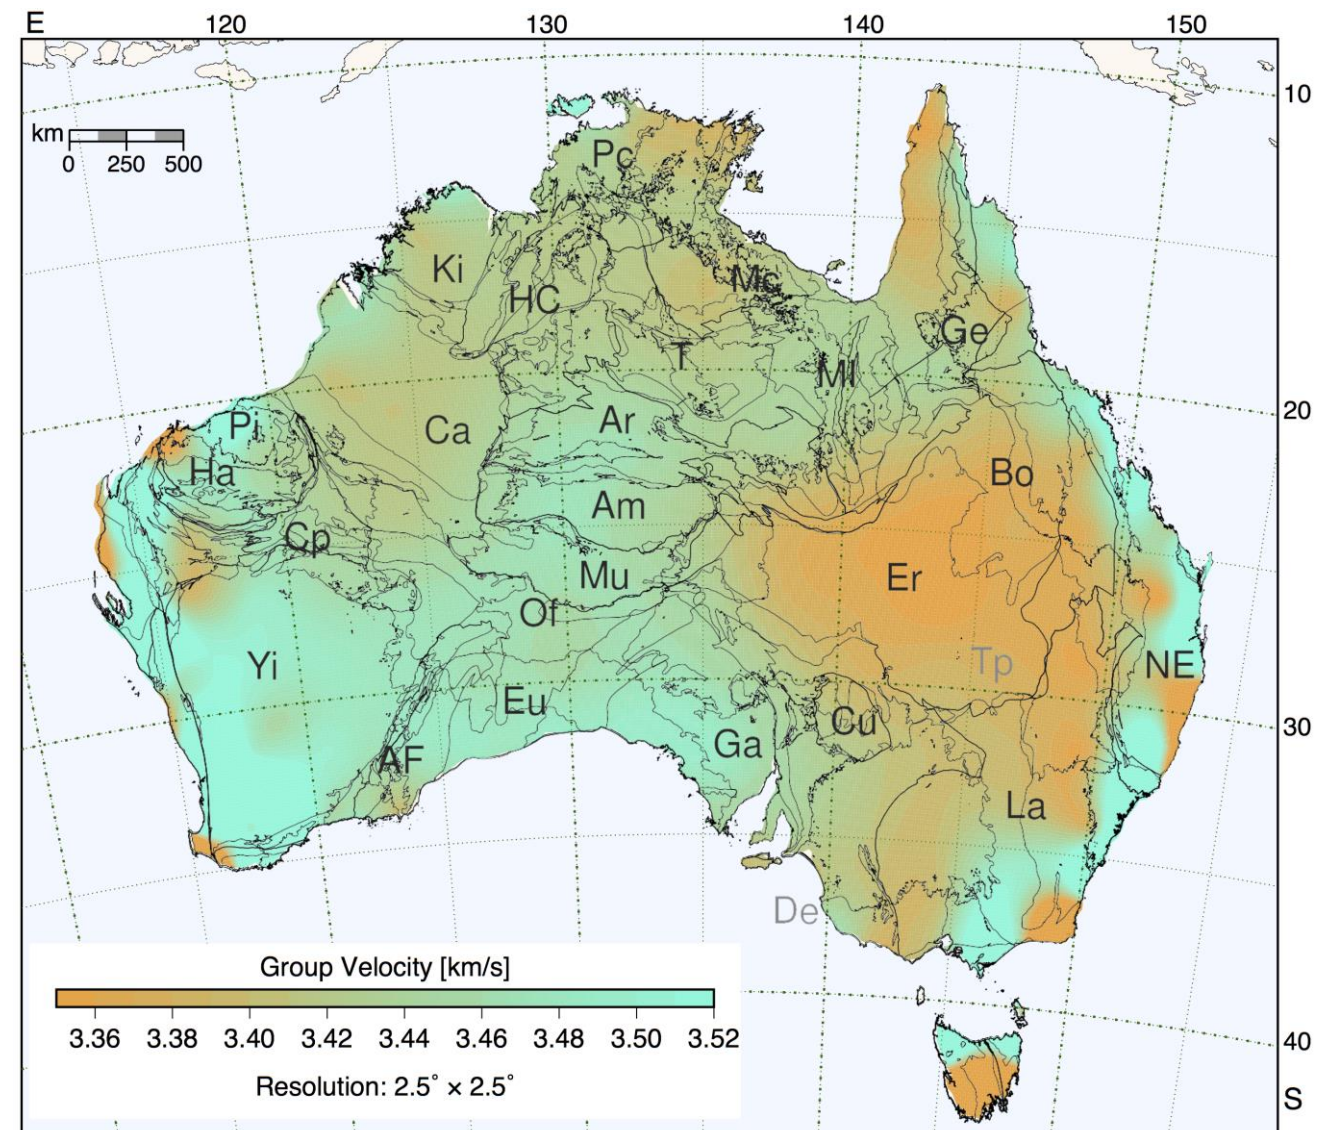 E 120 130 140 150
10
km
0 250 500
Pc
Ki
Mc
HC
Ge
T
MI
20
Pi
Ca
Ar
Ha
Bo
Am
Cp
Mu
Er
Of
Yi
Tp
NE
Eu
Cu
30
Ga
AF
La
De
Group Velocity [km/s]
3.36 3.38 3.40 3.42 3.44 3.46 3.48 3.50 3.52
Resolution: 2.5˚ × 2.5˚
40
S